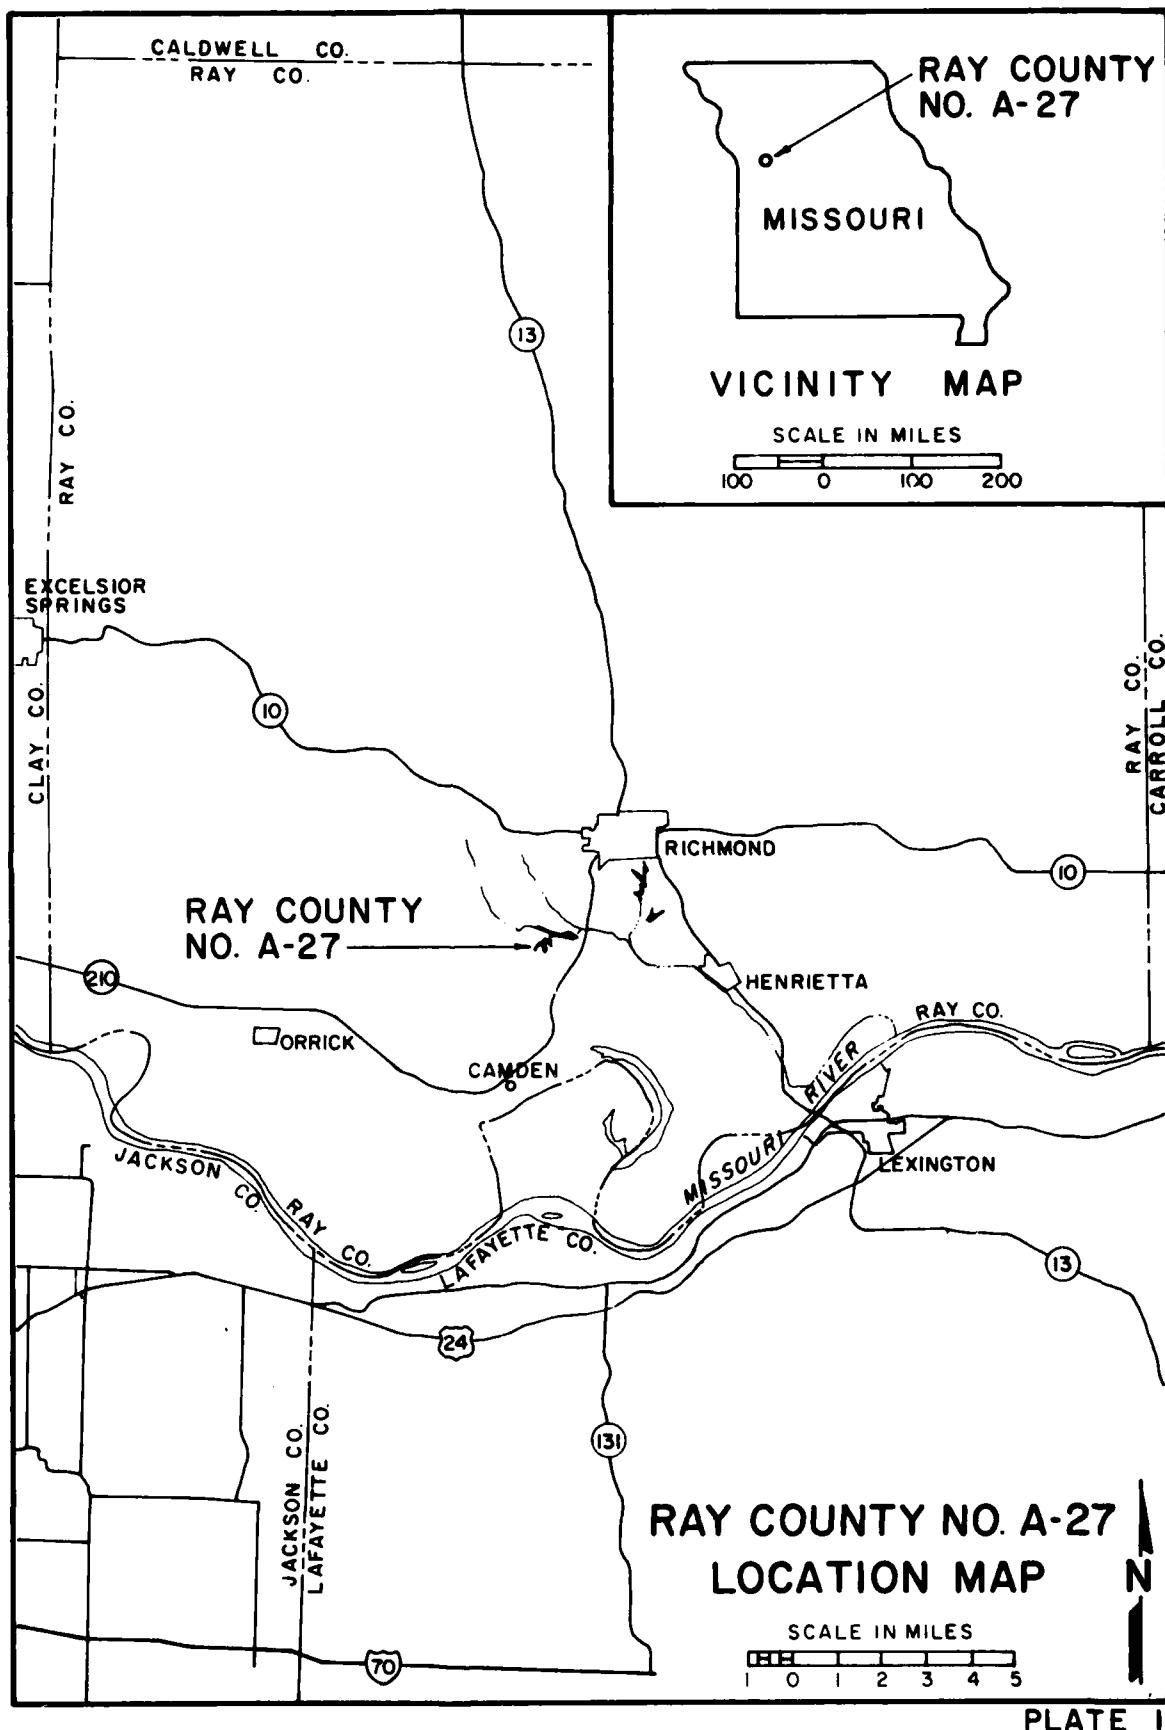 CALDWELL CO.
RAY CO.
RAY COUNTY
NO. A-27
MISSOURI
VICINITY MAP
SCALE IN MILES
100 0 100 200
13
RAY CO.
CLAY CO.
EXCELSIOR
SPRINGS
10
RAY CO.
CARROLL CO.
RICHMOND
10
RAY COUNTY
NO. A-27
210
HENRIETTA
ORRICK
CAMDEN
RAY CO.
MISSOURI RIVER
LEXINGTON
JACKSON CO.
RAY CO.
LAFAYETTE CO.
13
24
131
JACKSON CO.
LAFAYETTE CO.
70
RAY COUNTY NO. A-27
LOCATION MAP
N
SCALE IN MILES
1 0 1 2 3 4 5
PLATE 1